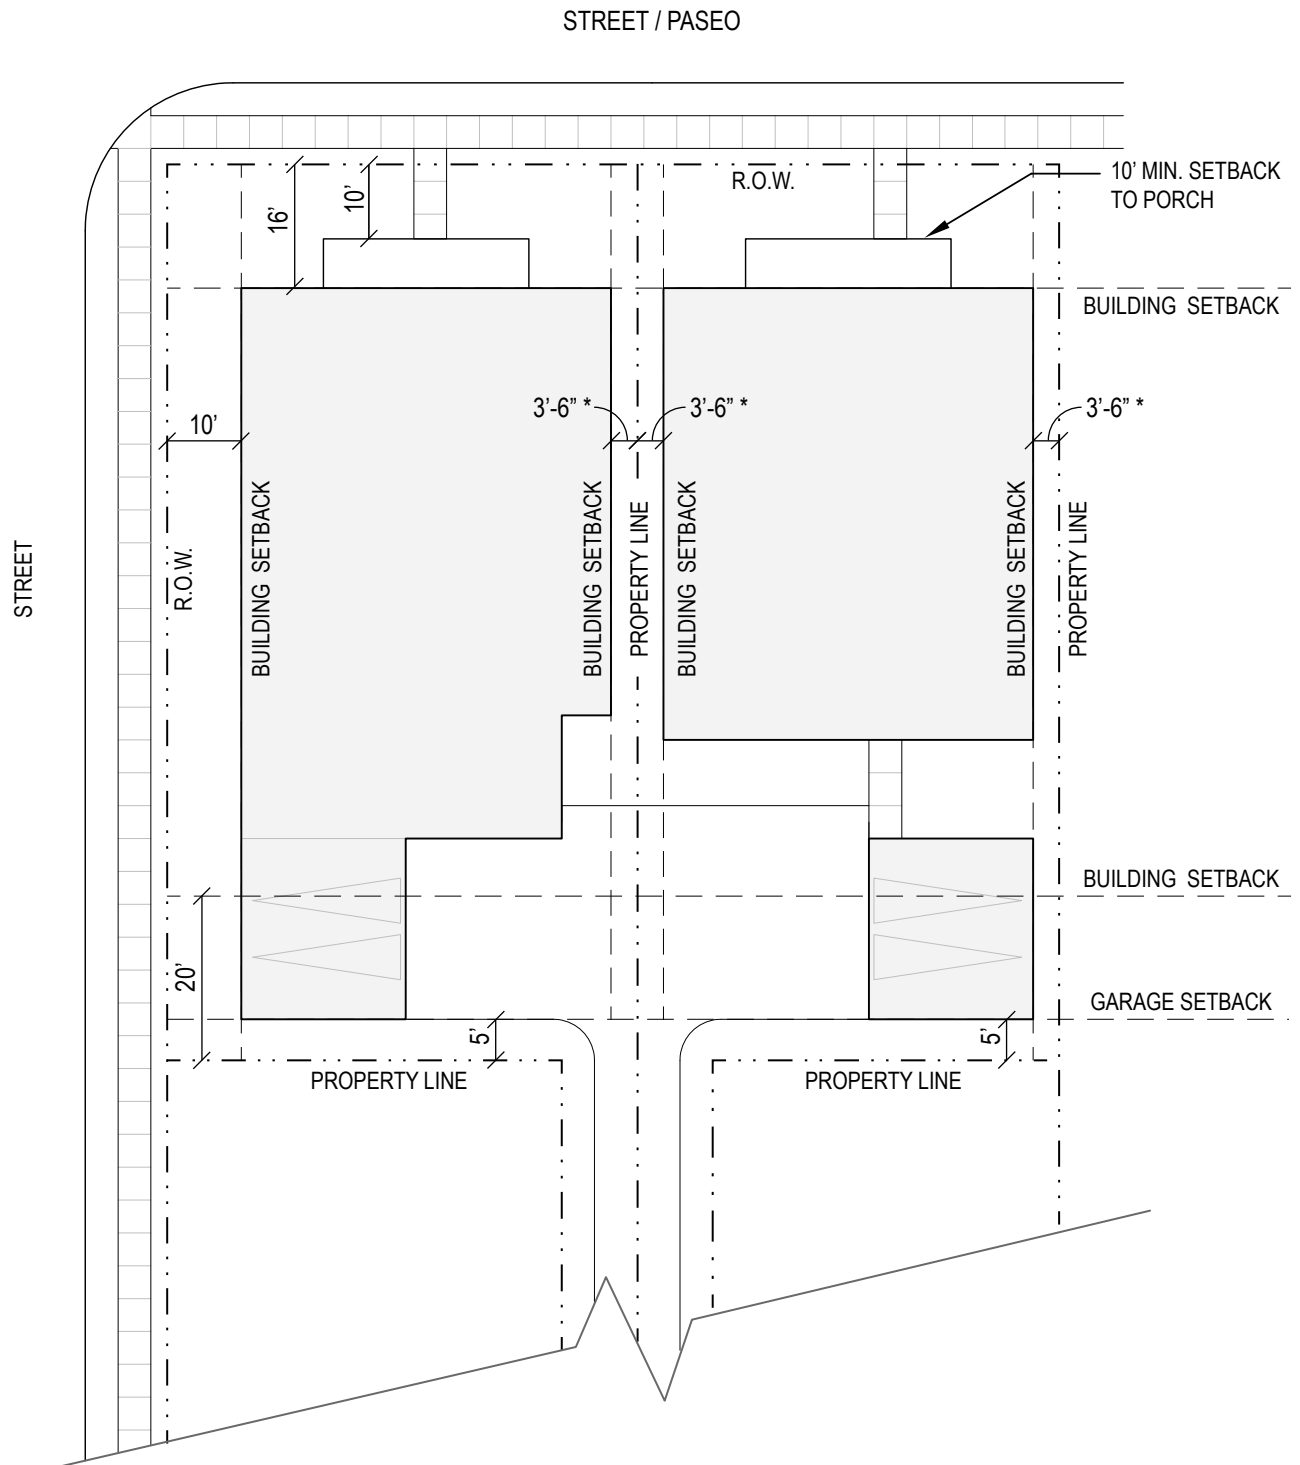 STREET / PASEO
R.O.W.
10’ MIN. SETBACK
TO PORCH
16’
10’
BUILDING SETBACK
10’
3’-6” *
3’-6” *
3’-6” *
STREET
R.O.W.
BUILDING SETBACK
BUILDING SETBACK
PROPERTY LINE
BUILDING SETBACK
BUILDING SETBACK
PROPERTY LINE
BUILDING SETBACK
20’
GARAGE SETBACK
5’
5’
PROPERTY LINE
PROPERTY LINE